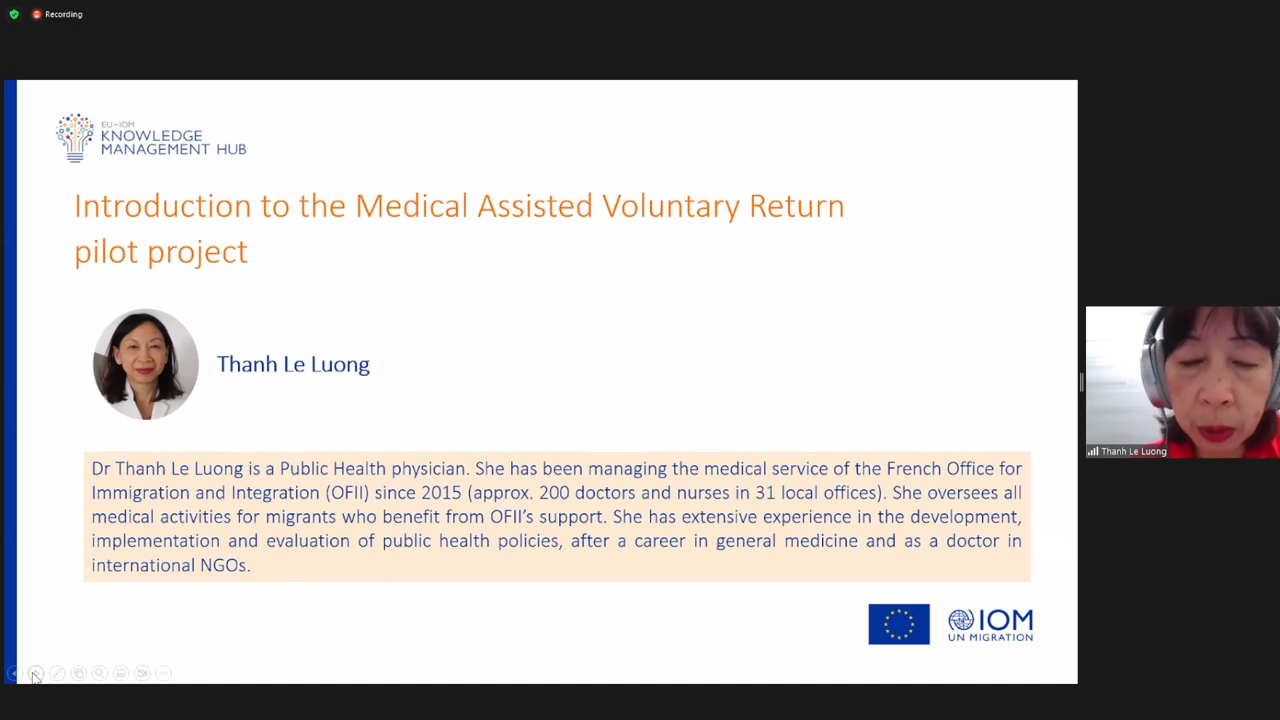 Recording
EU-IOM
KNOWLEDGE
MANAGEMENT HUB
Introduction to the Medical Assisted Voluntary Return
pilot project
Thanh Le Luong
Thanh Le Luong
Dr Thanh Le Luong is a Public Health physician. She has been managing the medical service of the French Office for
Immigration and Integration (OFII) since 2015 (approx. 200 doctors and nurses in 31 local offices). She oversees all
medical activities for migrants who benefit from OFII's support. She has extensive experience in the development,
implementation and evaluation of public health policies, after a career in general medicine and as a doctor in
international NGOs.
IOM
UN MIGRATION